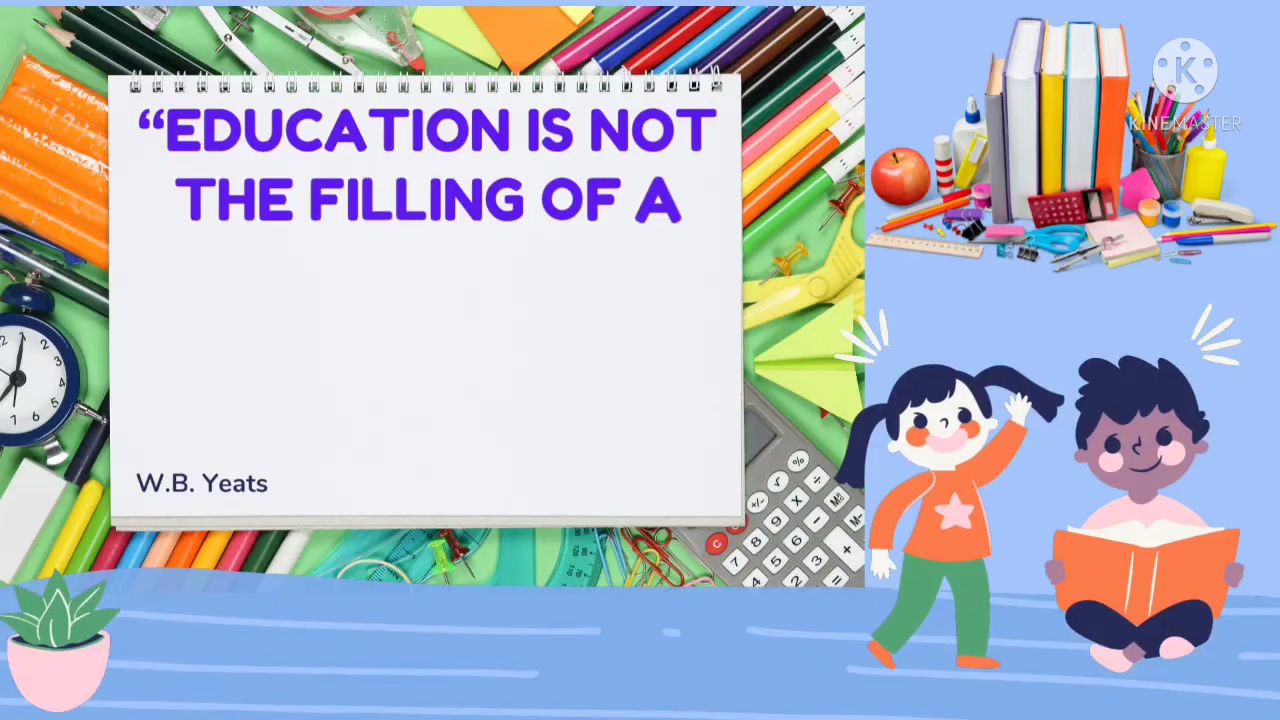 “EDUCATION IS NOT
THE FILLING OF A
W.B. Yeats
KINEMASTER